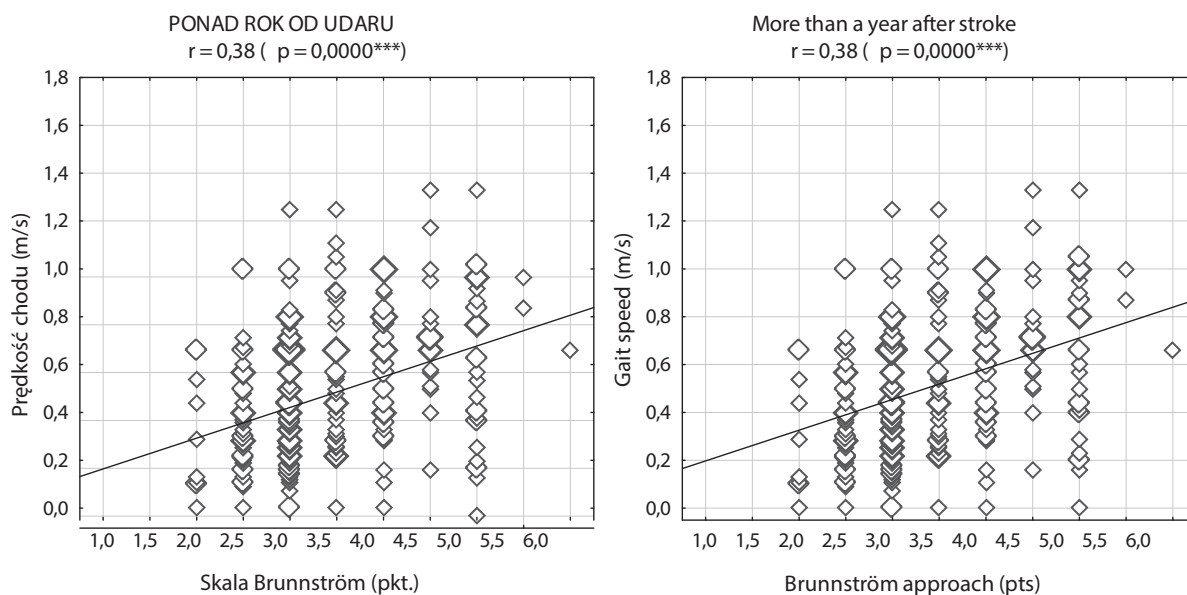 PONAD ROK OD UDARU
r = 0,38 ( p = 0,0000***)
Prędkość chodu (m/s)
1,8
1,6
1,4
1,2
1,0
0,8
0,6
0,4
0,2
0,0
1,0 1,5 2,0 2,5 3,0 3,5 4,0 4,5 5,0 5,5 6,0
Skala Brunnström (pkt.)
More than a year after stroke
r = 0,38 ( p = 0,0000***)
Gait speed (m/s)
1,8
1,6
1,4
1,2
1,0
0,8
0,6
0,4
0,2
0,0
1,0 1,5 2,0 2,5 3,0 3,5 4,0 4,5 5,0 5,5 6,0
Brunnström approach (pts)